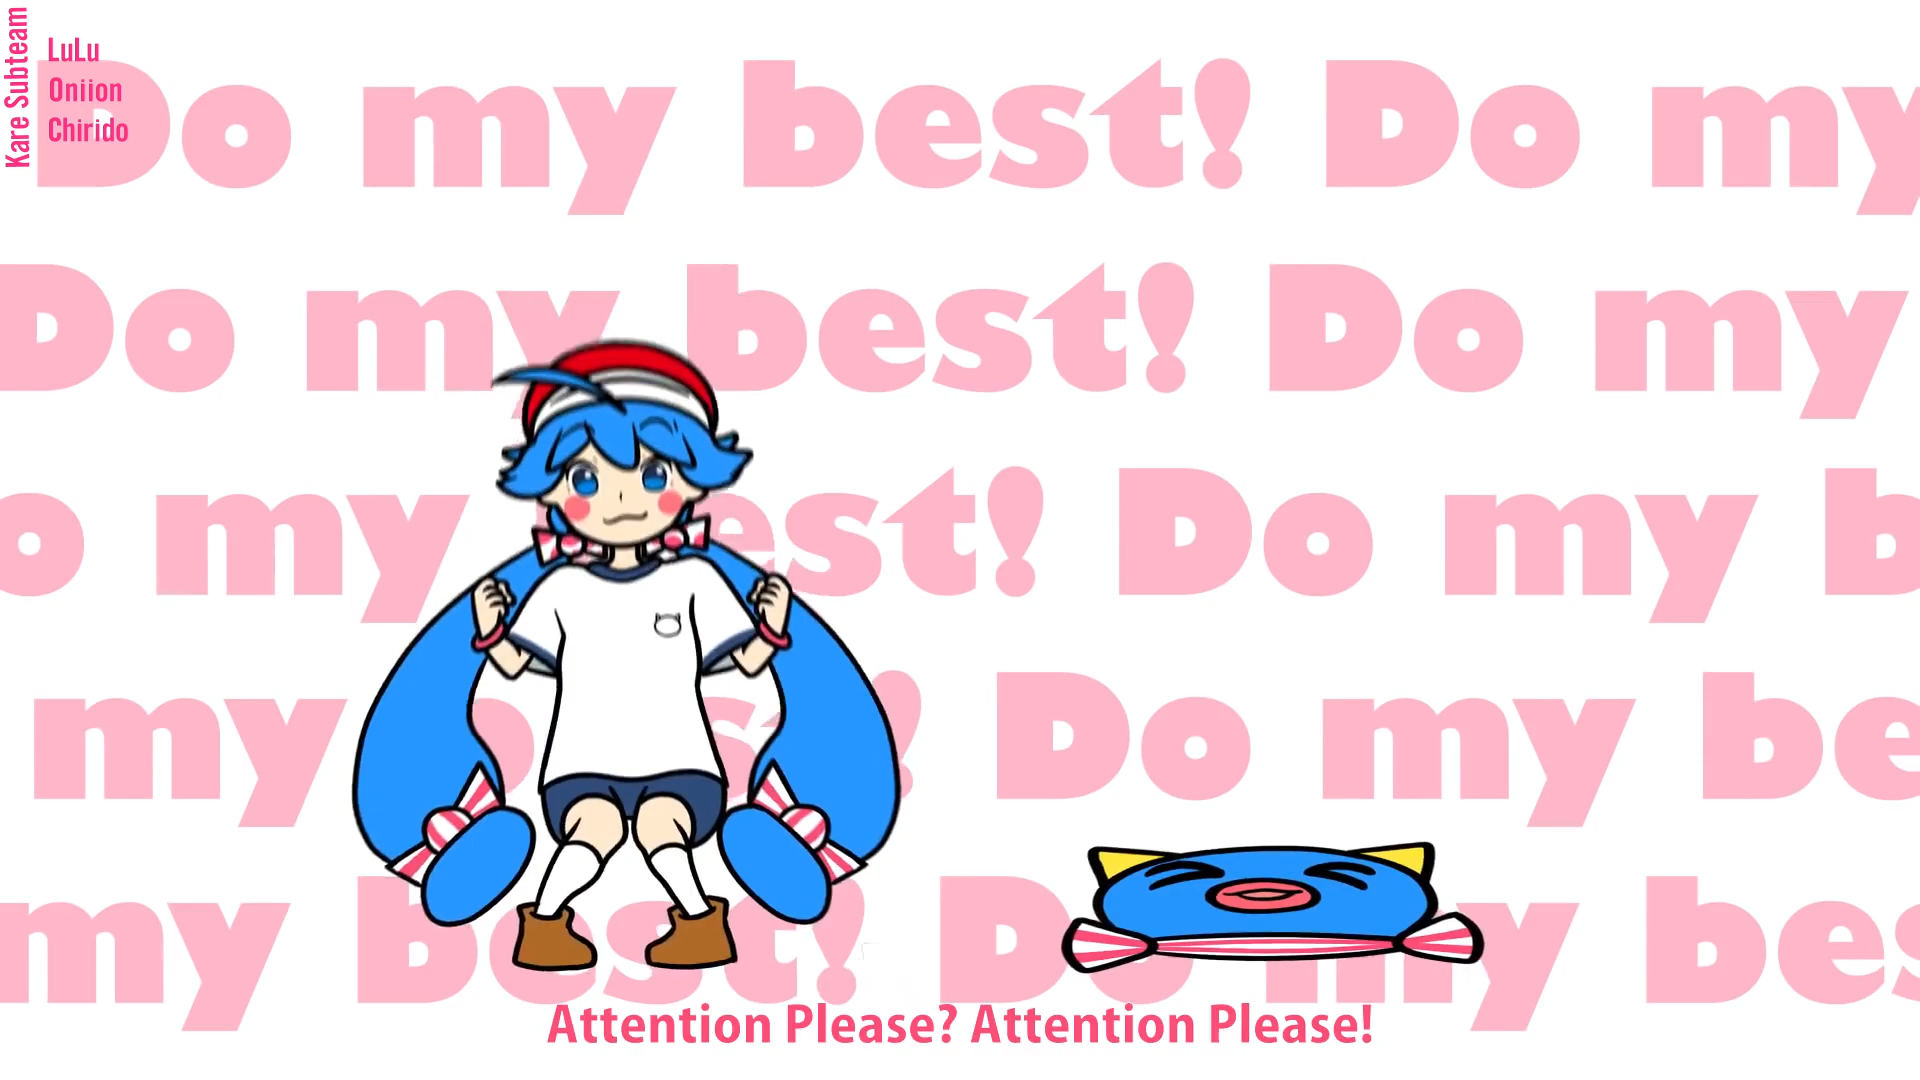 Kare Subteam
LuLu
Oniion
Chirido
Do my best! Do my
Do my best! Do my
o my best! Do my b
my best! Do my be
my Best! Do my bes
Attention Please? Attention Please!